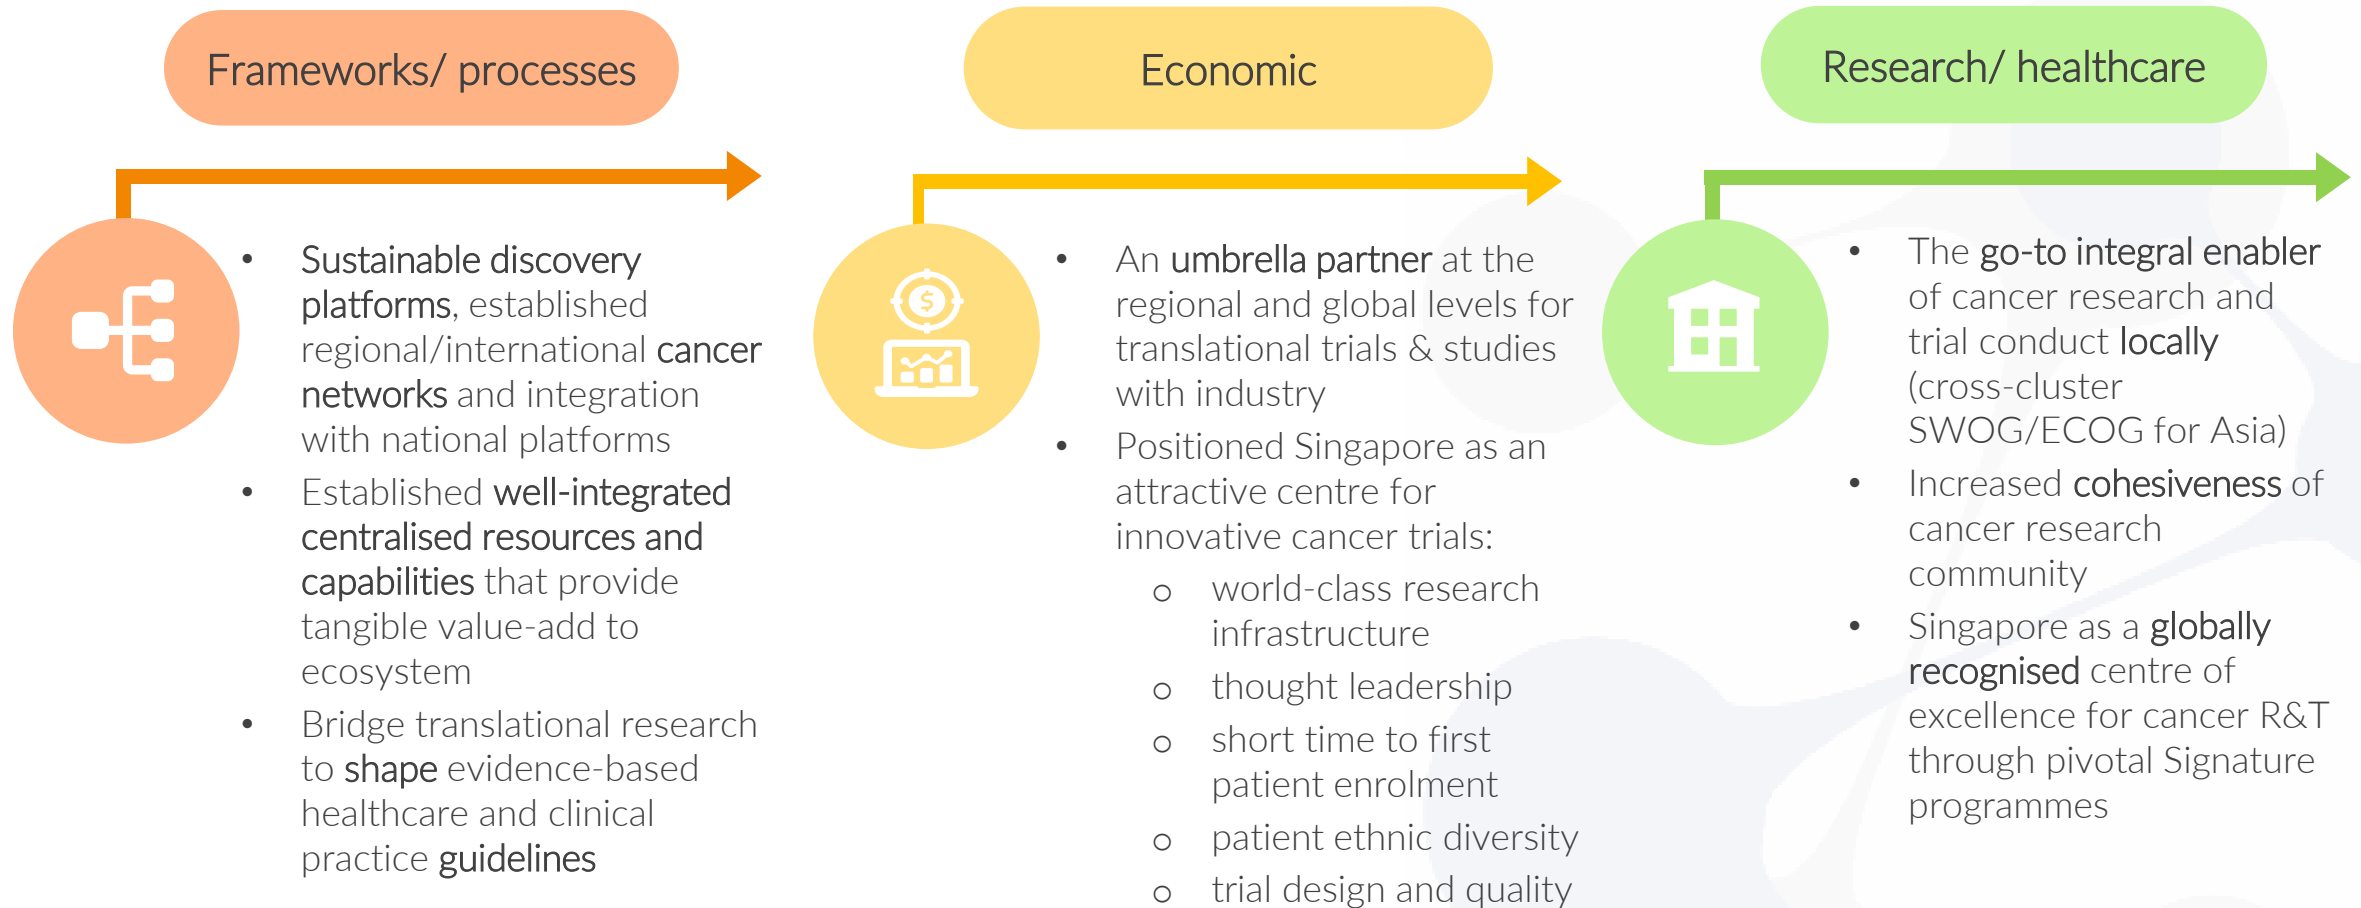 Frameworks/ processes
• Sustainable discovery
platforms, established
regional/international cancer
networks and integration
with national platforms
• Established well-integrated
centralised resources and
capabilities that provide
tangible value-add to
ecosystem
• Bridge translational research
to shape evidence-based
healthcare and clinical
practice guidelines
Economic
$
• An umbrella partner at the
regional and global levels for
translational trials & studies
with industry
• Positioned Singapore as an
attractive centre for
innovative cancer trials:
o world-class research
infrastructure
o thought leadership
o short time to first
patient enrolment
o patient ethnic diversity
o trial design and quality
Research/ healthcare
• The go-to integral enabler
of cancer research and
trial conduct locally
(cross-cluster
SWOG/ECOG for Asia)
• Increased cohesiveness of
cancer research
community
• Singapore as a globally
recognised centre of
excellence for cancer R&T
through pivotal Signature
programmes